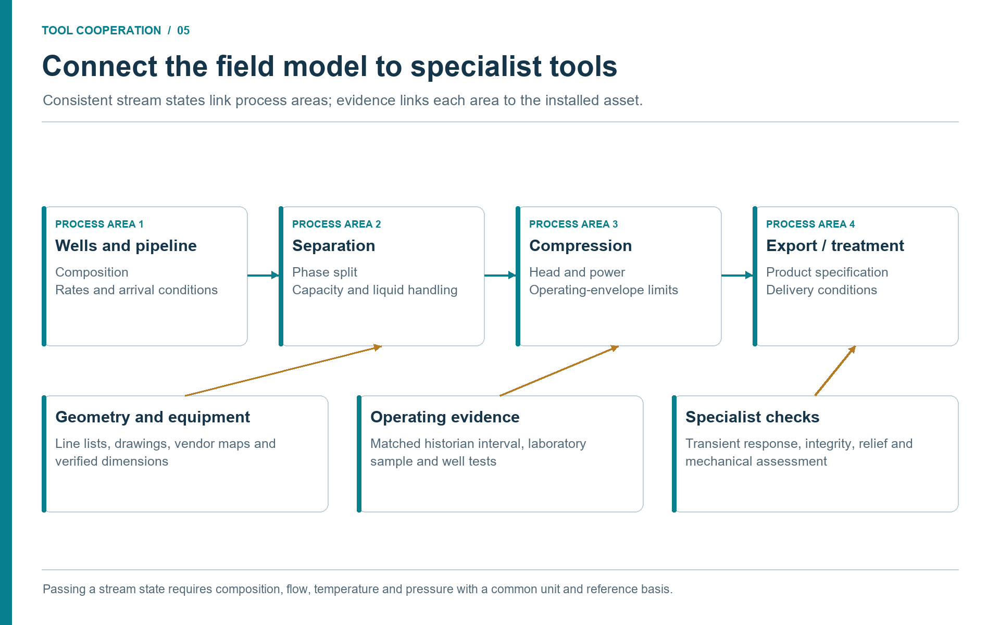 TOOL COOPERATION / 05
Connect the field model to specialist tools
Consistent stream states link process areas; evidence links each area to the installed asset.
PROCESS AREA 1
Wells and pipeline
Composition
Rates and arrival conditions
PROCESS AREA 2
Separation
Phase split
Capacity and liquid handling
PROCESS AREA 3
Compression
Head and power
Operating-envelope limits
PROCESS AREA 4
Export / treatment
Product specification
Delivery conditions
Geometry and equipment
Line lists, drawings, vendor maps and
verified dimensions
Operating evidence
Matched historian interval, laboratory
sample and well tests
Specialist checks
Transient response, integrity, relief and
mechanical assessment
Passing a stream state requires composition, flow, temperature and pressure with a common unit and reference basis.